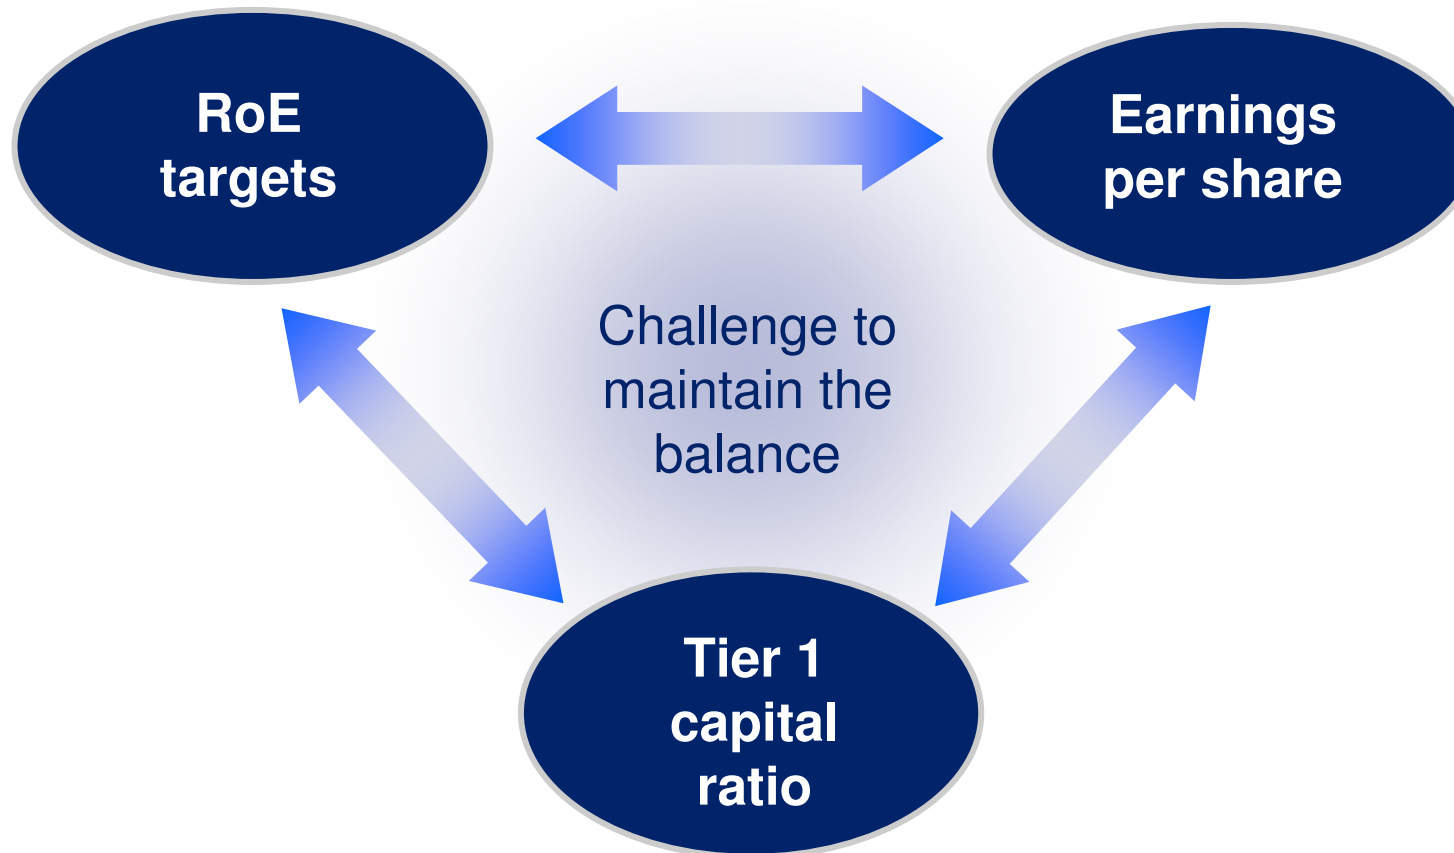 RoE
targets
Earnings
per share
Challenge to
maintain the
balance
Tier 1
capital
ratio